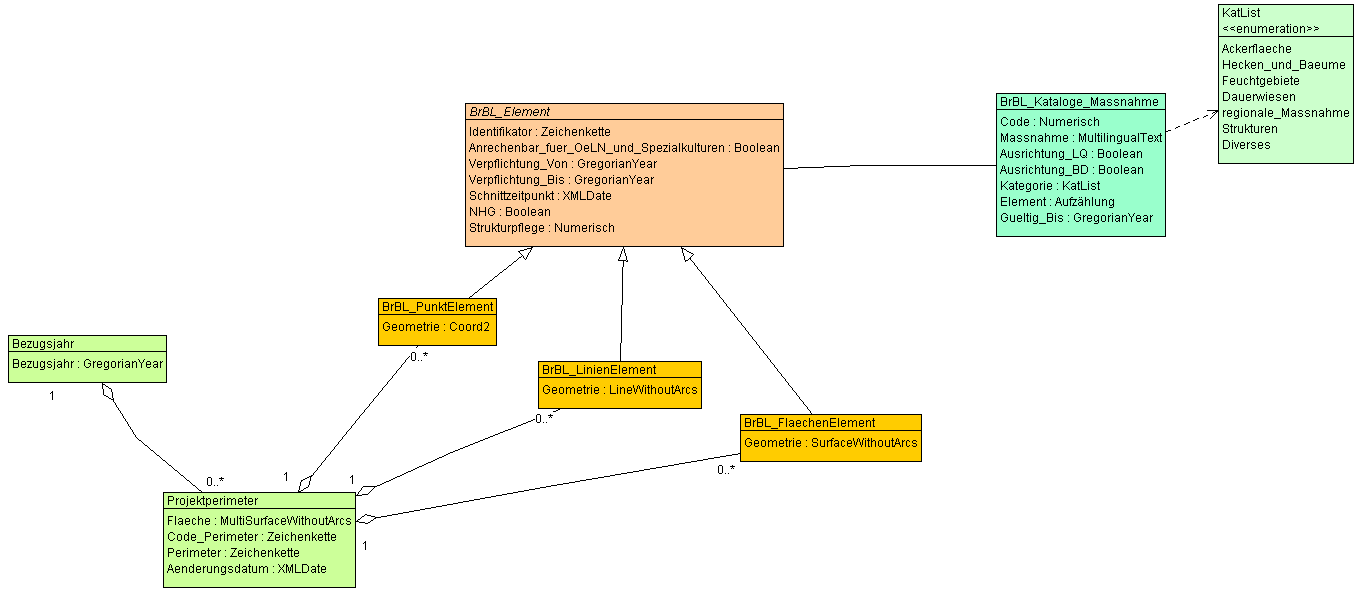 KatList
<<enumeration>>
Ackerflaeche
Hecken_und_Baeume
Feuchtgebiete
Dauerwiesen
regionale_Massnahme
Strukturen
Diverses
BrBL_Element
Identifikator : Zeichenkette
Anrechenbar_fuer_OeLN_und_Spezialkulturen : Boolean
Verpflichtung_Von : GregorianYear
Verpflichtung_Bis : GregorianYear
Schnittzeitpunkt : XMLDate
NHG : Boolean
Strukturpflege : Numerisch
BrBL_Kataloge_Massnahme
Code : Numerisch
Massnahme : MultilingualText
Ausrichtung_LQ : Boolean
Ausrichtung_BD : Boolean
Kategorie : KatList
Element : Aufzählung
Gueltig_Bis : GregorianYear
BrBL_PunktElement
Geometrie : Coord2
0..*
Bezugsjahr
Bezugsjahr : GregorianYear
1
BrBL_LinienElement
Geometrie : LineWithoutArcs
0..*
BrBL_FlaechenElement
Geometrie : SurfaceWithoutArcs
0..*
0..*
1
1
Projektperimeter
Flaeche : MultiSurfaceWithoutArcs
Code_Perimeter : Zeichenkette
Perimeter : Zeichenkette
Aenderungsdatum : XMLDate
1